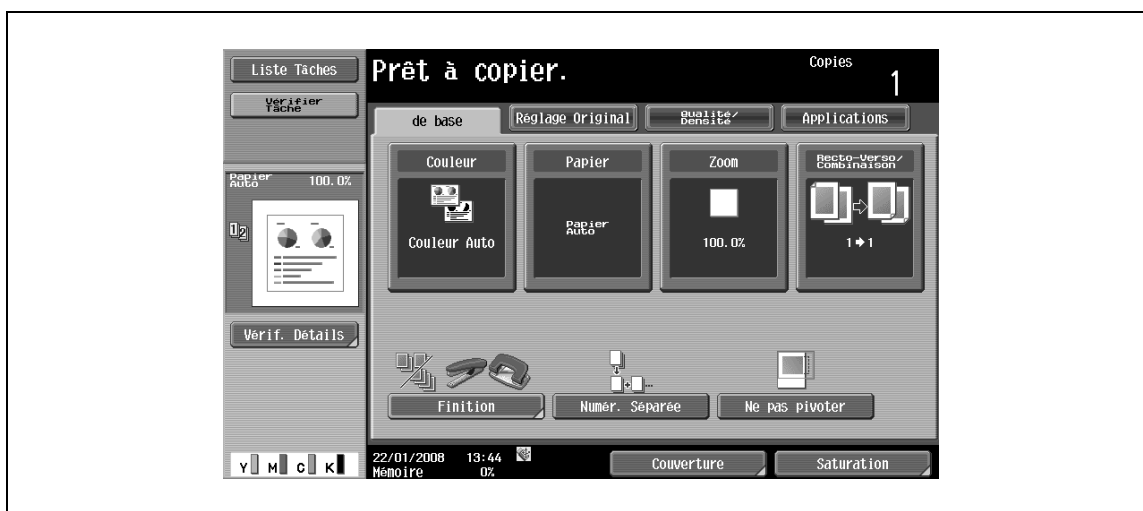 Liste Tâches
Vérifier
Tâche
Prêt à copier.
Copies
1
de base
Réglage Original
Qualité/
Densité
Applications
Papier
Auto
100.0%
12
Couleur
Couleur Auto
Papier
Papier
Auto
Zoom
100.0%
Recto-Verso/
Combinaison
1 → 1
Vérif. Détails
Finition
Numér. Séparée
Ne pas pivoter
Y M C K
22/01/2008 13:44
Mémoire 0%
Couverture
Saturation